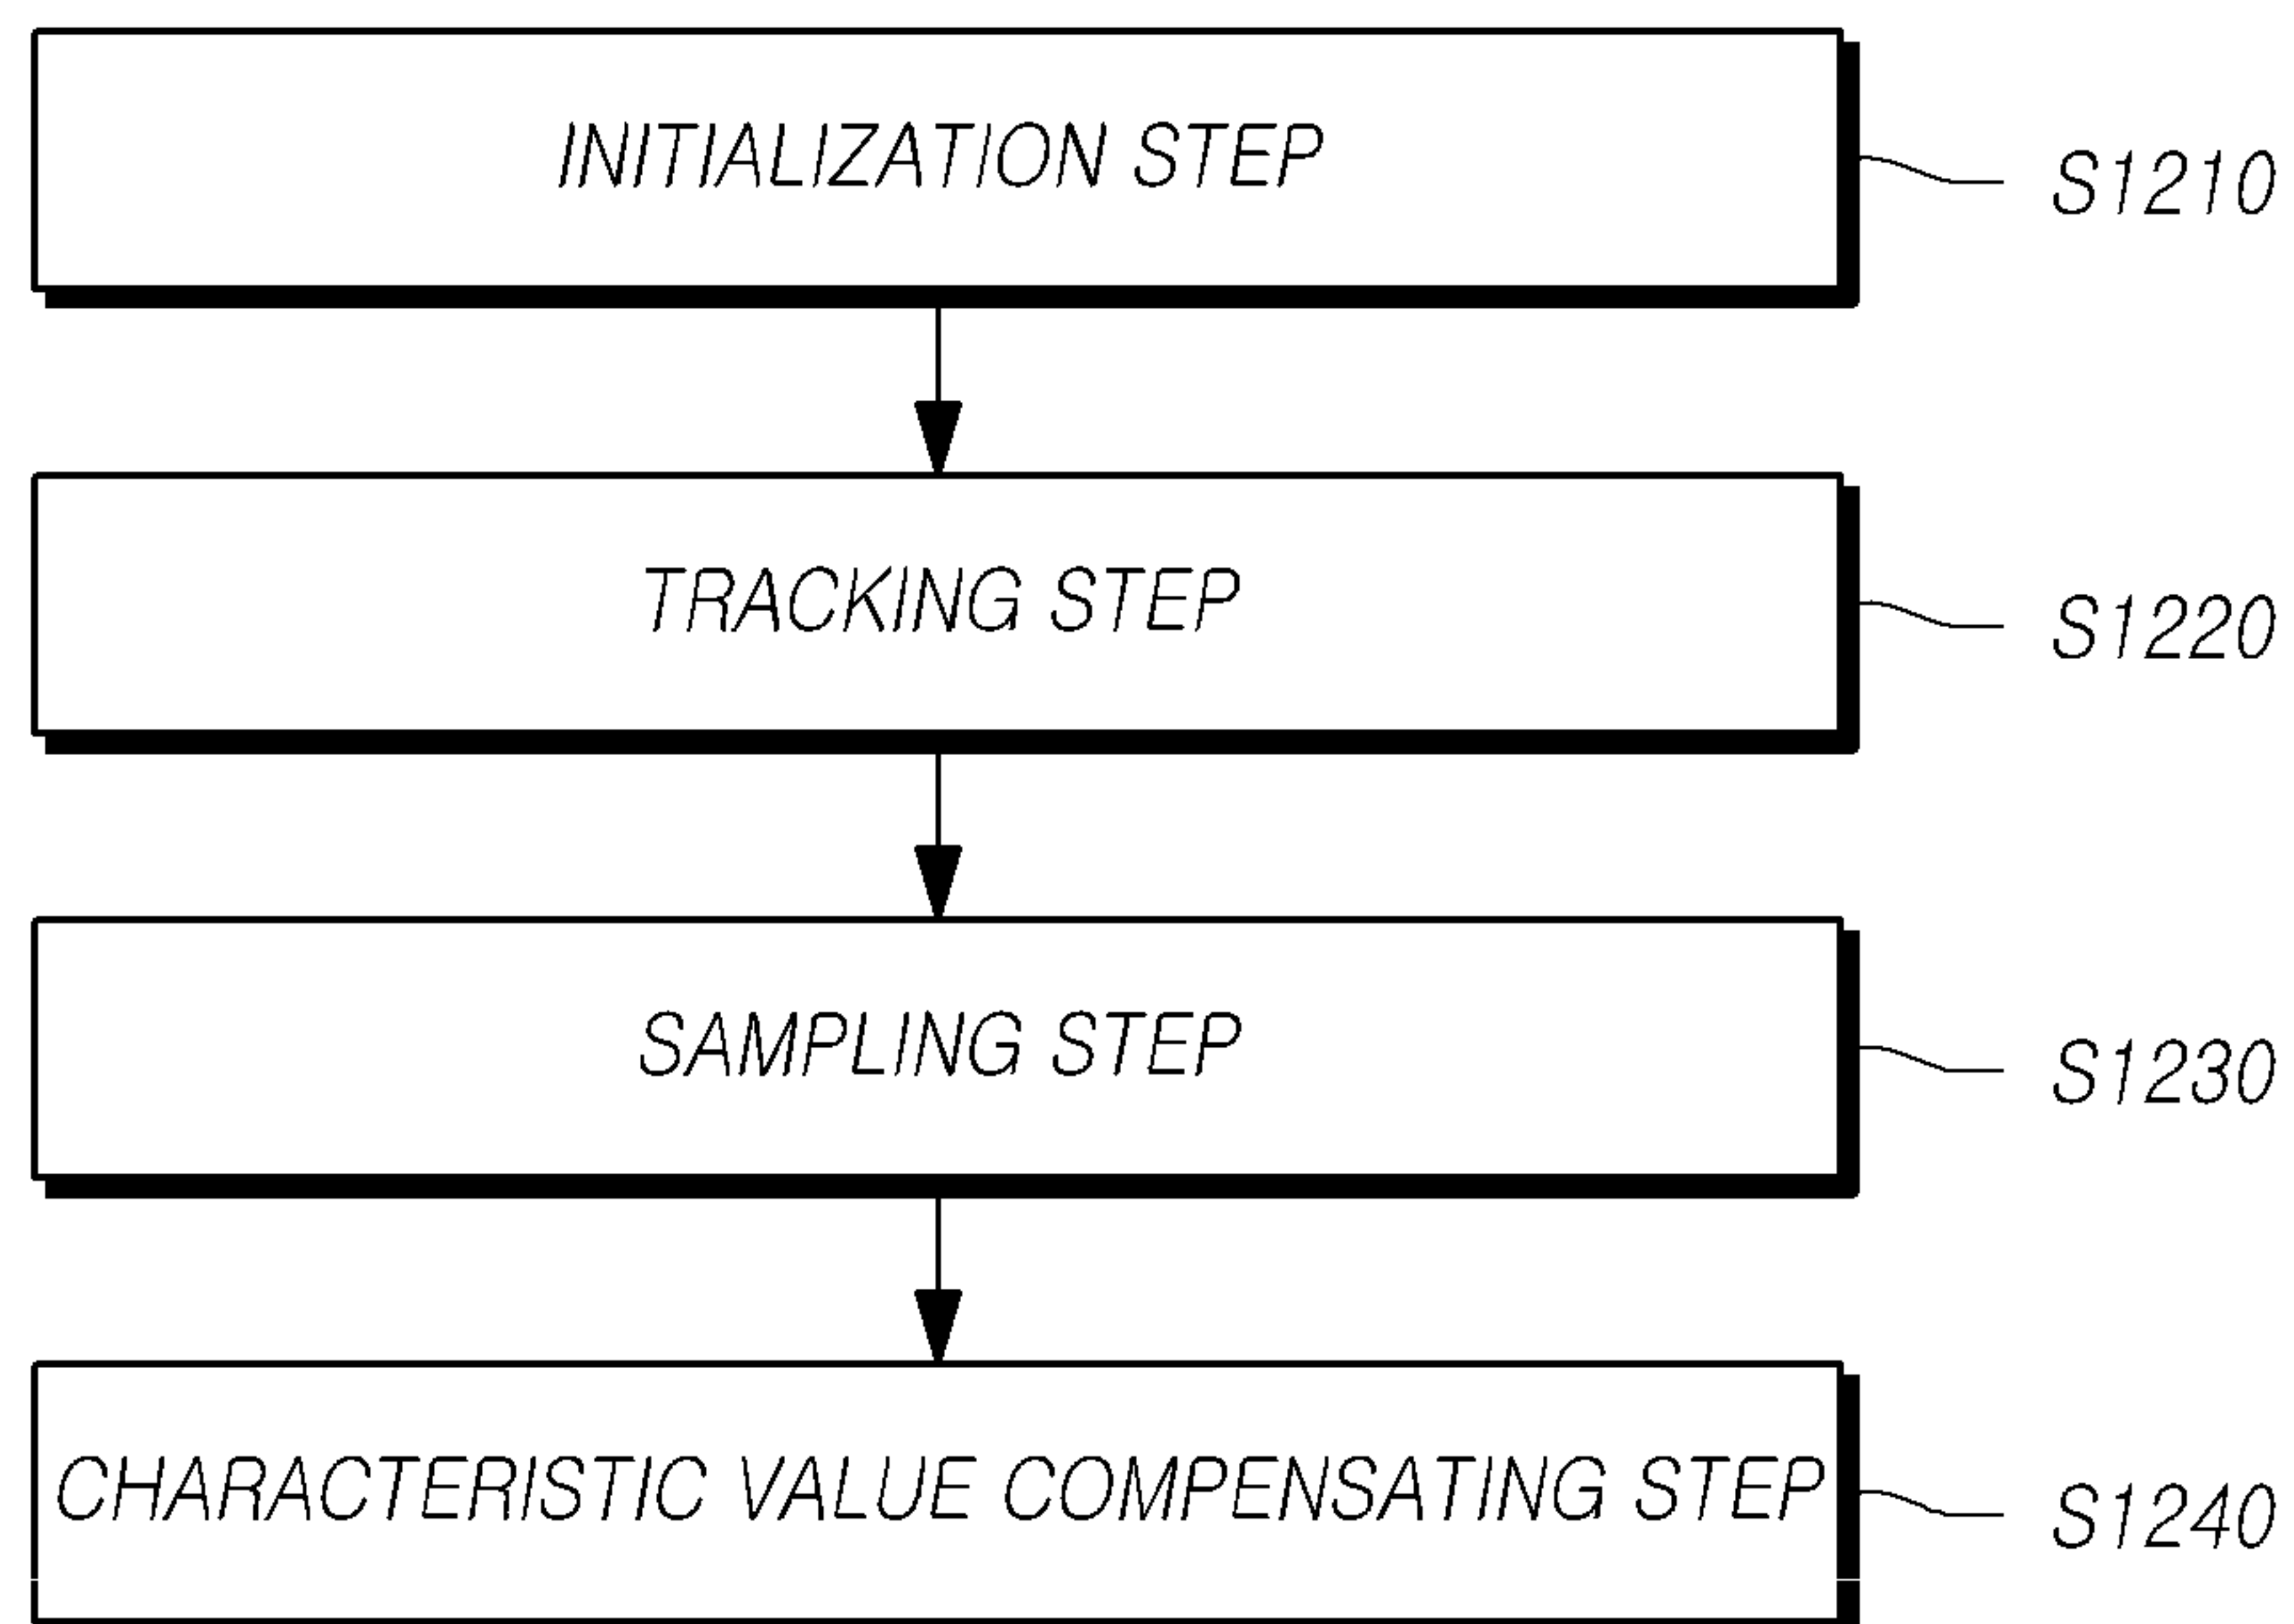 INITIALIZATION STEP
S1210
TRACKING STEP
S1220
SAMPLING STEP
S1230
CHARACTERISTIC VALUE COMPENSATING STEP
S1240